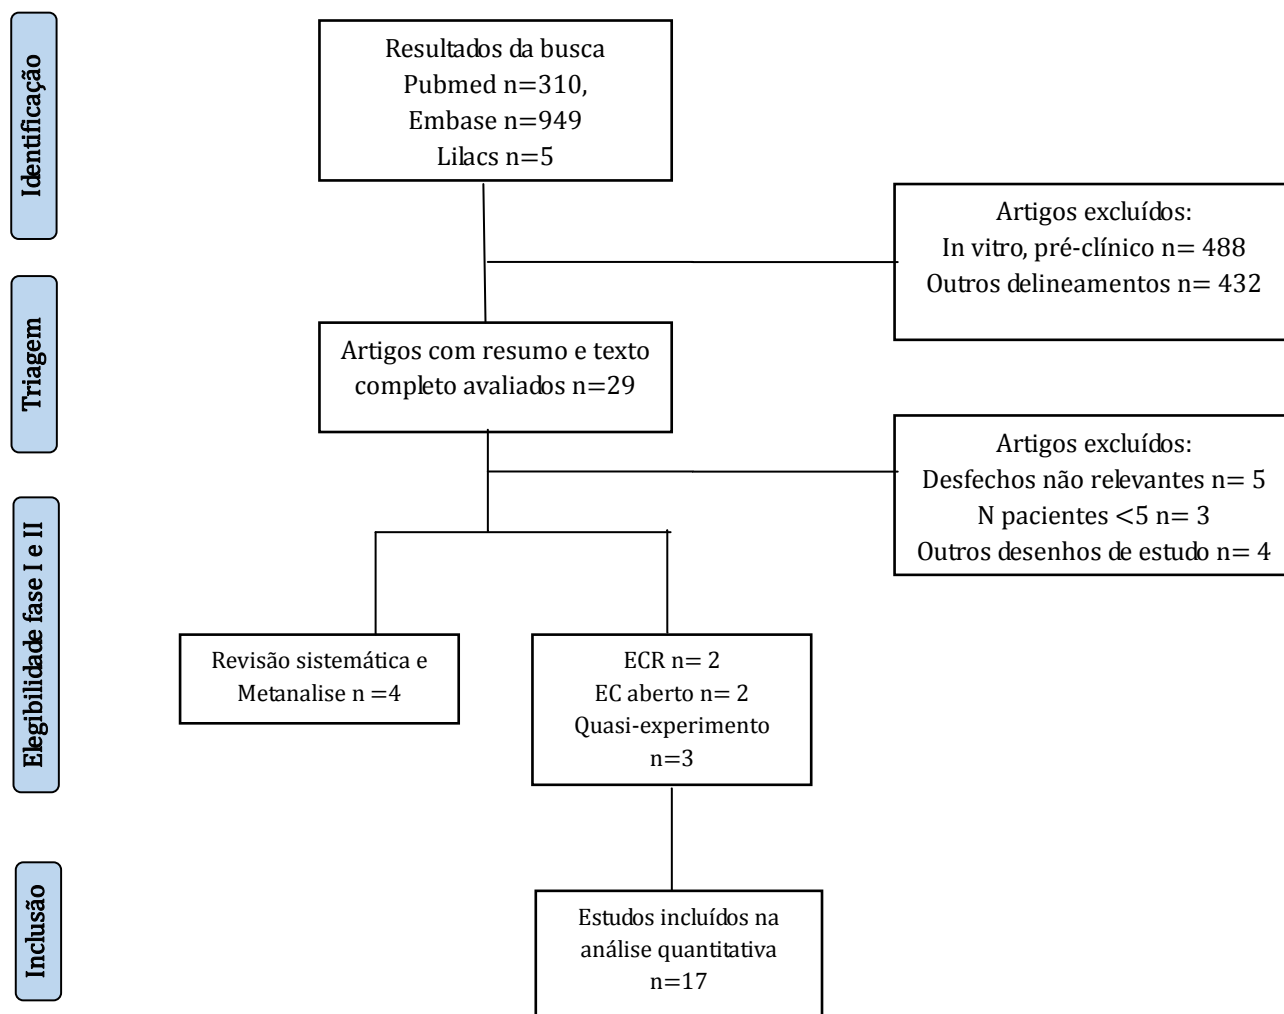 Identificação
Resultados da busca
Pubmed n=310,
Embase n=949
Lilacs n=5
Artigos excluídos:
In vitro, pré-clínico n= 488
Outros delineamentos n= 432
Triagem
Artigos com resumo e texto
completo avaliados n=29
Artigos excluídos:
Desfechos não relevantes n= 5
N pacientes <5 n= 3
Outros desenhos de estudo n= 4
Elegibilidade fase I e II
Revisão sistemática e
Metanalise n =4
ECR n= 2
EC aberto n= 2
Quasi-experimento
n=3
Inclusão
Estudos incluídos na
análise quantitativa
n=17